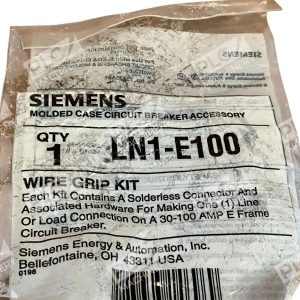 SIEMENS
SIEMENS
MOLDED CASE CIRCUIT BREAKER ACCESSORY
QTY
1 LN1-E100
WIRE GRIP KIT
Each Kit Contains A Solderless Connector And
Associated Hardware For Making One (1) Line
Or Load Connection On A 30-100 AMP E Frame
Circuit Breaker.
Siemens Energy & Automation, Inc.
Bellefontaine, OH 43311 USA
0198